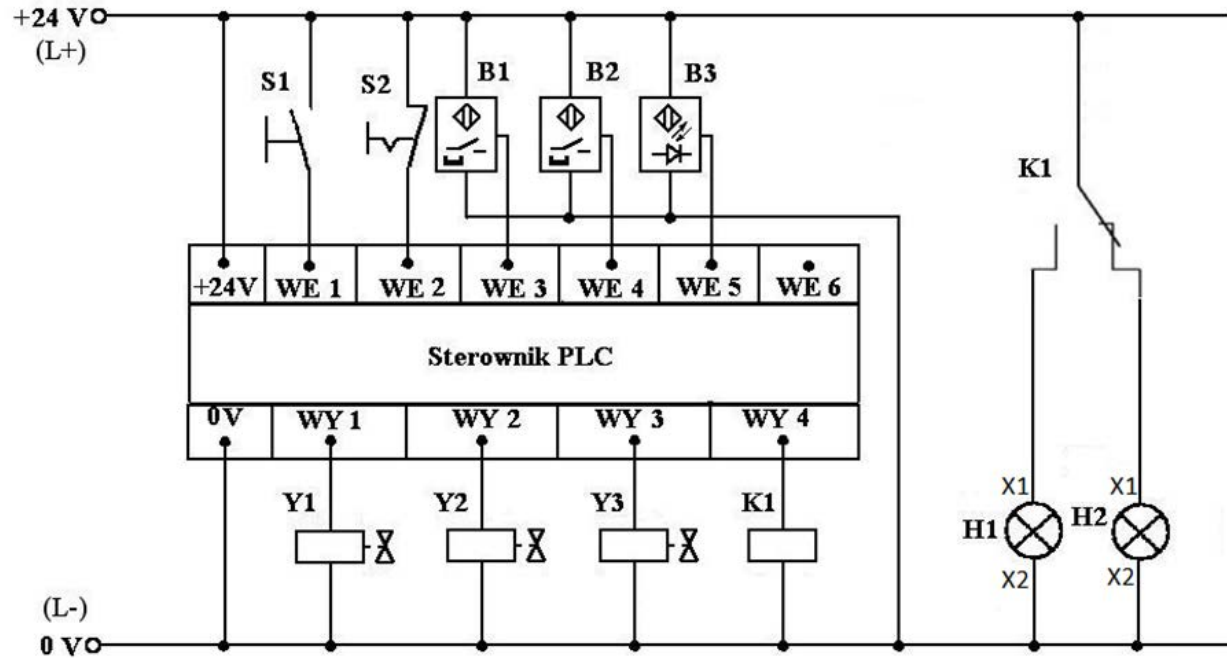 +24 V
(L+)
S1
S2
B1
B2
B3
K1
+24V
WE 1
WE 2
WE 3
WE 4
WE 5
WE 6
Sterownik PLC
0V
WY 1
WY 2
WY 3
WY 4
Y1
Y2
Y3
K1
X1
X1
H1
H2
X2
X2
(L-)
0 V